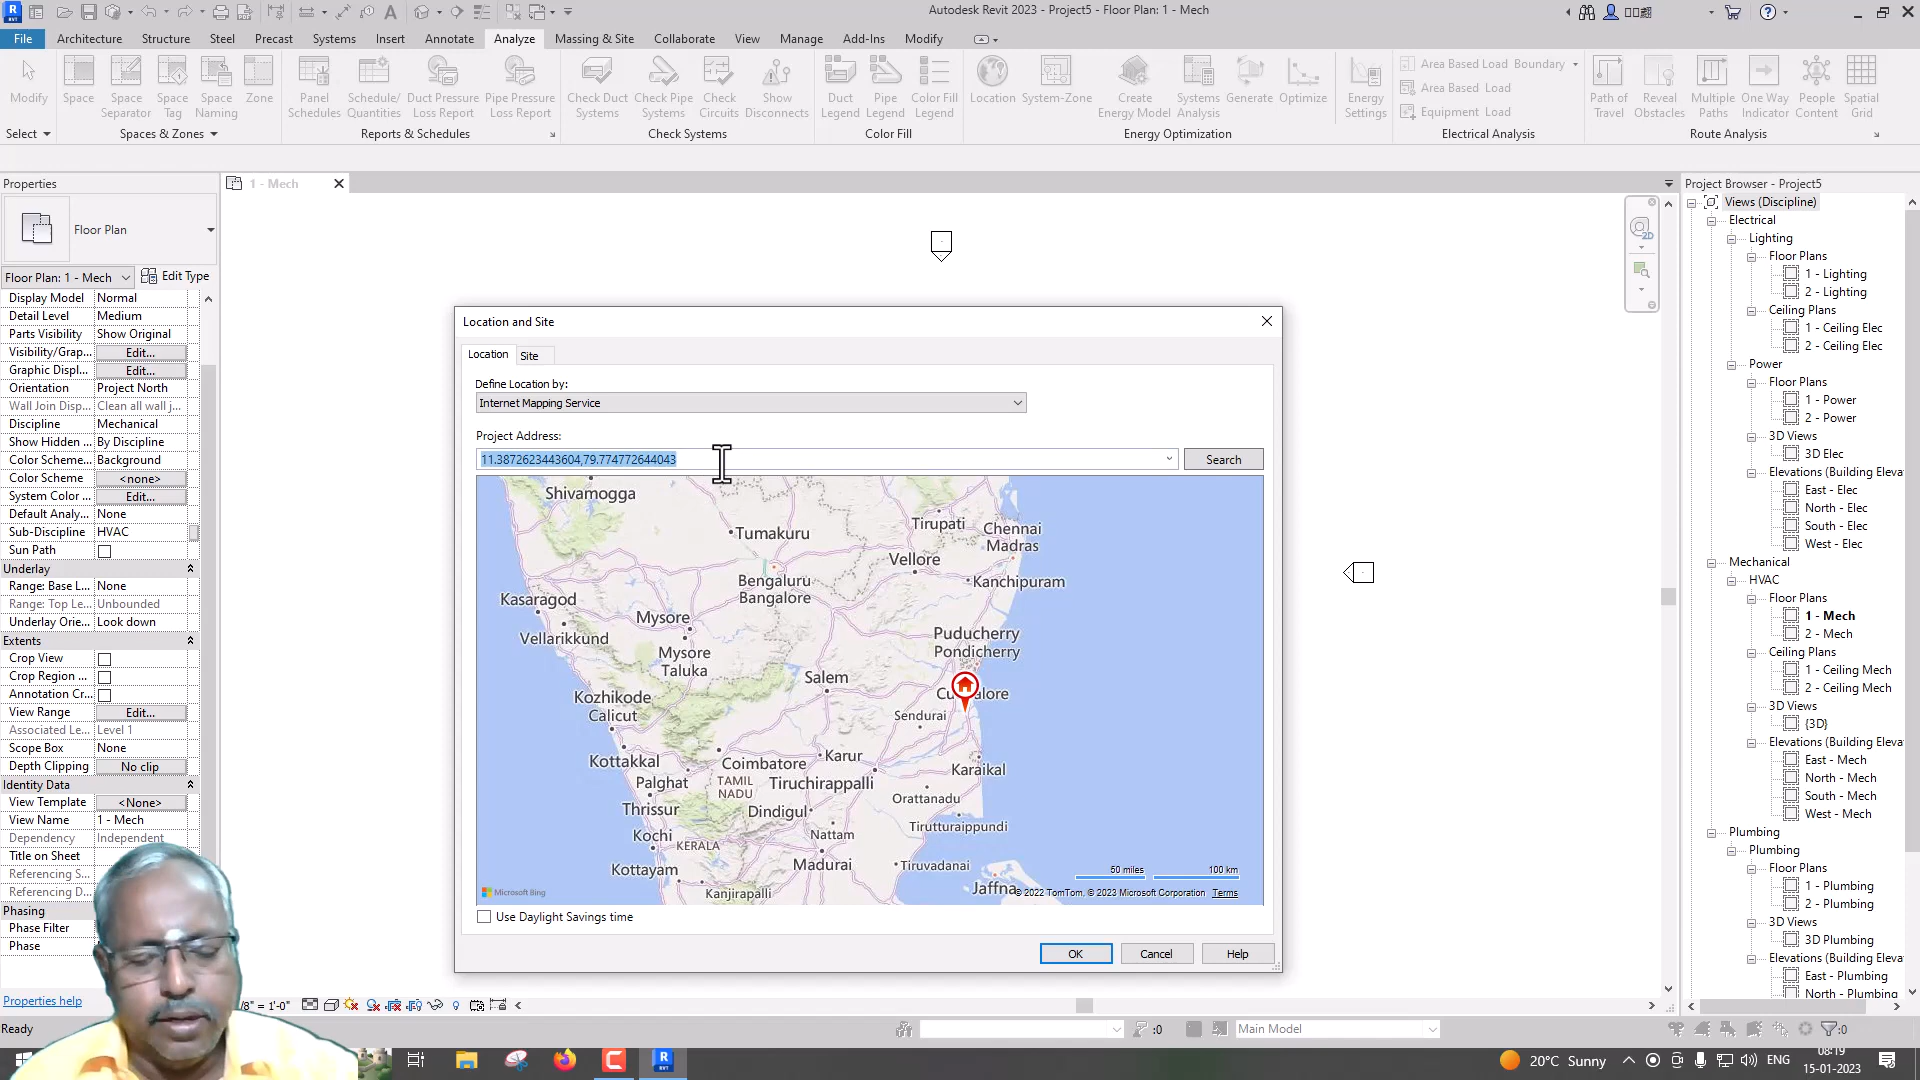 Autodesk Revit 2023 - Project5 - Floor Plan: 1 - Mech
File Architecture Structure Steel Precast Systems Insert Annotate Analyze Massing & Site Collaborate View Manage Add-Ins Modify
Modify
Space
Space Separator
Space Tag
Space Naming
Zone
Panel Schedules
Schedule/ Quantities
Duct Pressure Loss Report
Pipe Pressure Loss Report
Check Duct Systems
Check Pipe Systems
Check Circuits
Show Disconnects
Duct Legend
Pipe Legend
Color Fill Legend
Location
System-Zone
Create Energy Model
Systems Analysis
Generate
Optimize
Energy Settings
Area Based Load Boundary
Area Based Load
Equipment Load
Path of Travel
Reveal Obstacles
Multiple Paths
One Way Indicator
People Content
Spatial Grid
Select
Spaces & Zones
Reports & Schedules
Check Systems
Color Fill
Energy Optimization
Electrical Analysis
Route Analysis
Properties
Floor Plan
Floor Plan: 1 - Mech Edit Type
Display Model Normal
Detail Level Medium
Parts Visibility Show Original
Visibility/Grap... Edit...
Graphic Displ... Edit...
Orientation Project North
Wall Join Disp... Clean all wall j...
Discipline Mechanical
Show Hidden ... By Discipline
Color Scheme... Background
Color Scheme <none>
System Color ... Edit...
Default Analy... None
Sub-Discipline HVAC
Sun Path
Underlay
Range: Base L... None
Range: Top Le... Unbounded
Underlay Orie... Look down
Extents
Crop View
Crop Region ...
Annotation Cr...
View Range Edit...
Associated Le... Level 1
Scope Box None
Depth Clipping No clip
Identity Data
View Template <None>
View Name 1 - Mech
Dependency Independent
Title on Sheet
Referencing S...
Referencing D...
Phasing
Phase Filter
Phase
Properties help
1 - Mech
Location and Site
Location Site
Define Location by:
Internet Mapping Service
Project Address:
11.3872623443604,79.774772644043
Search
Shivamogga
Tumakuru
Tirupati
Chennai
Madras
Vellore
Bengaluru
Bangalore
Kanchipuram
Kasaragod
Mysore
Vellarikkund
Puducherry
Pondicherry
Mysore
Taluka
Salem
Kozhikode
Calicut
Sendurai
Kottakkal
Karur
Coimbatore
Karaikal
Palghat
TAMIL
NADU
Tiruchirappalli
Orattanadu
Thrissur
Dindigul
Tirutturaippundi
Kochi
Nattam
KERALA
Madurai
Tiruvadanai
Kottayam
Kanjirapalli
Jaffna
50 miles 100 km
Microsoft Bing
© 2022 TomTom, © 2023 Microsoft Corporation Terms
Use Daylight Savings time
OK Cancel Help
Project Browser - Project5
Views (Discipline)
Electrical
Lighting
Floor Plans
1 - Lighting
2 - Lighting
Ceiling Plans
1 - Ceiling Elec
2 - Ceiling Elec
Power
Floor Plans
1 - Power
2 - Power
3D Views
3D Elec
Elevations (Building Eleva
East - Elec
North - Elec
South - Elec
West - Elec
Mechanical
HVAC
Floor Plans
1 - Mech
2 - Mech
Ceiling Plans
1 - Ceiling Mech
2 - Ceiling Mech
3D Views
{3D}
Elevations (Building Eleva
East - Mech
North - Mech
South - Mech
West - Mech
Plumbing
Plumbing
Floor Plans
1 - Plumbing
2 - Plumbing
3D Views
3D Plumbing
Elevations (Building Eleva
East - Plumbing
North - Plumbing
/8" = 1'-0"
Ready
:0
Main Model
:0
20°C Sunny
ENG
08:19
15-01-2023